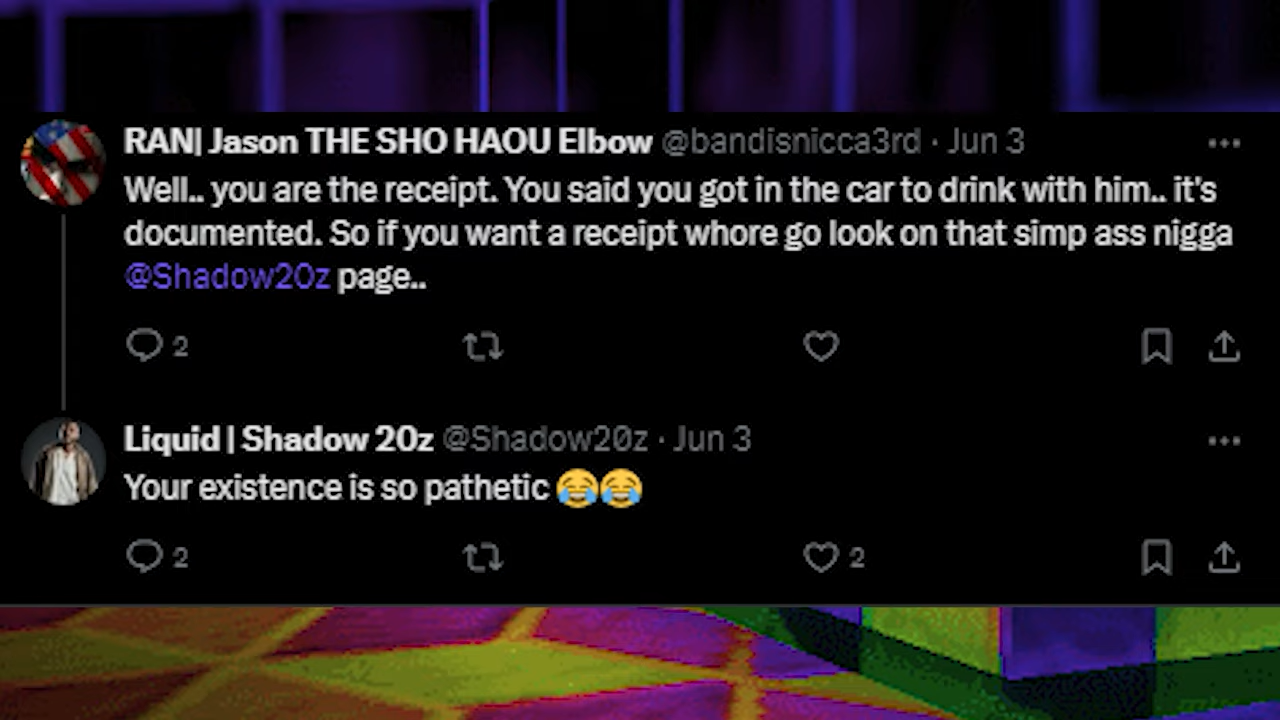 RAN| Jason THE SHO HAOU Elbow @bandisnicca3rd · Jun 3
Well.. you are the receipt. You said you got in the car to drink with him.. it's
documented. So if you want a receipt whore go look on that simp ass nigga
@Shadow20z page..
2
Liquid | Shadow 20z @Shadow20z · Jun 3
Your existence is so pathetic 😂😂
2 2